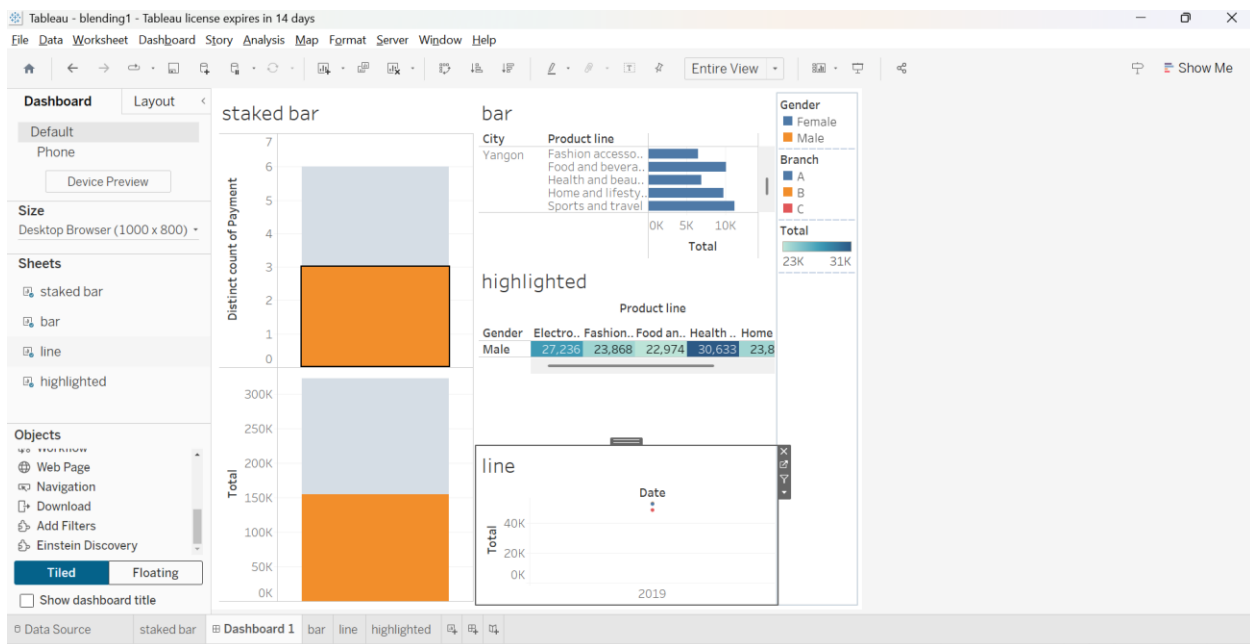 Tableau - blending1 - Tableau license expires in 14 days
File Data Worksheet Dashboard Story Analysis Map Format Server Window Help
Entire View
Show Me
Dashboard Layout
Default
Phone
Device Preview
Size
Desktop Browser (1000 x 800)
Sheets
staked bar
bar
line
highlighted
Objects
Workflow
Web Page
Navigation
Download
Add Filters
Einstein Discovery
Tiled Floating
Show dashboard title
staked bar
7
6
5
4
3
2
1
0
Distinct count of Payment
300K
250K
200K
150K
100K
50K
0K
Total
bar
City Product line
Yangon Fashion accesso..
Food and bevera..
Health and beau..
Home and lifesty..
Sports and travel
0K 5K 10K
Total
highlighted
Product line
Gender Electro.. Fashion.. Food an.. Health .. Home
Male 27,236 23,868 22,974 30,633 23,8
line
Date
40K
20K
0K
Total
2019
Gender
Female
Male
Branch
A
B
C
Total
23K 31K
Data Source staked bar Dashboard 1 bar line highlighted